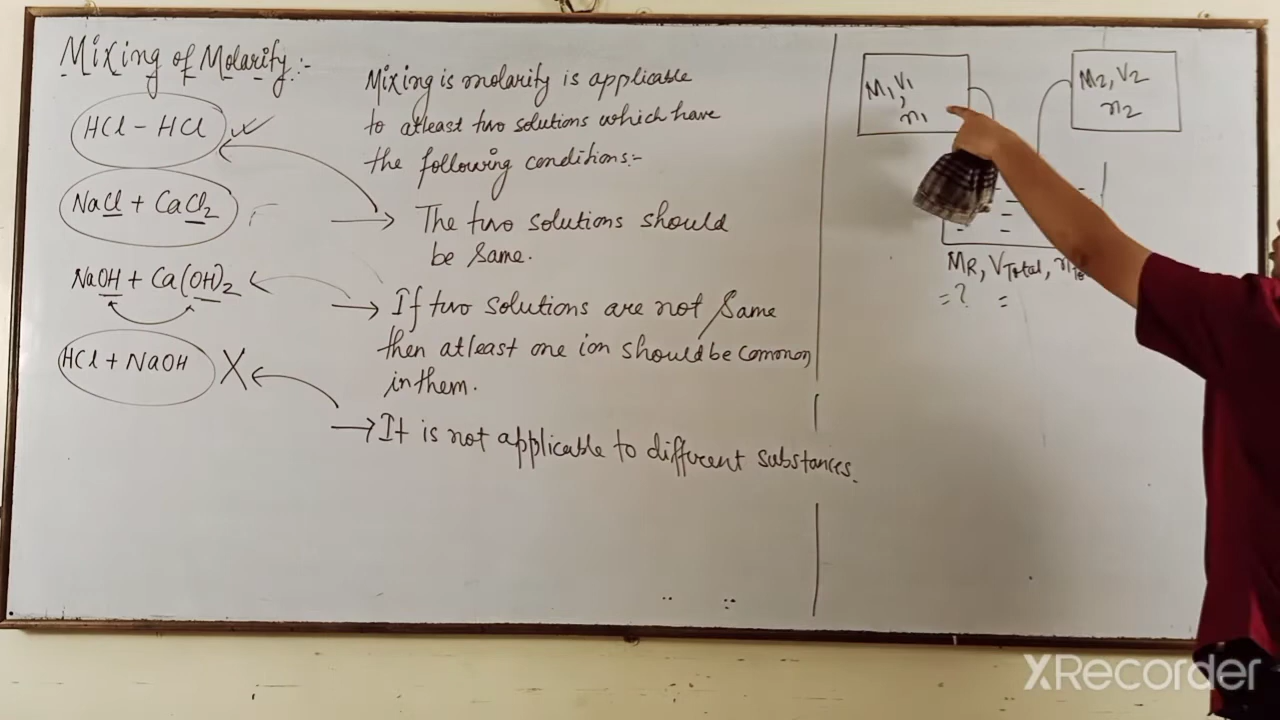 Mixing of Molarity:-
HCl - HCl
NaCl + CaCl2
NaOH + Ca(OH)2
HCl + NaOH X
Mixing is molarity is applicable
to atleast two solutions which have
the following conditions:-
→ The two solutions should
be same.
→ If two solutions are not same
then atleast one ion should be common
in them.
→ It is not applicable to different substances.
M1, V1
, n1
M2, V2
n2
MR, VTotal,
=? =
XRecorder